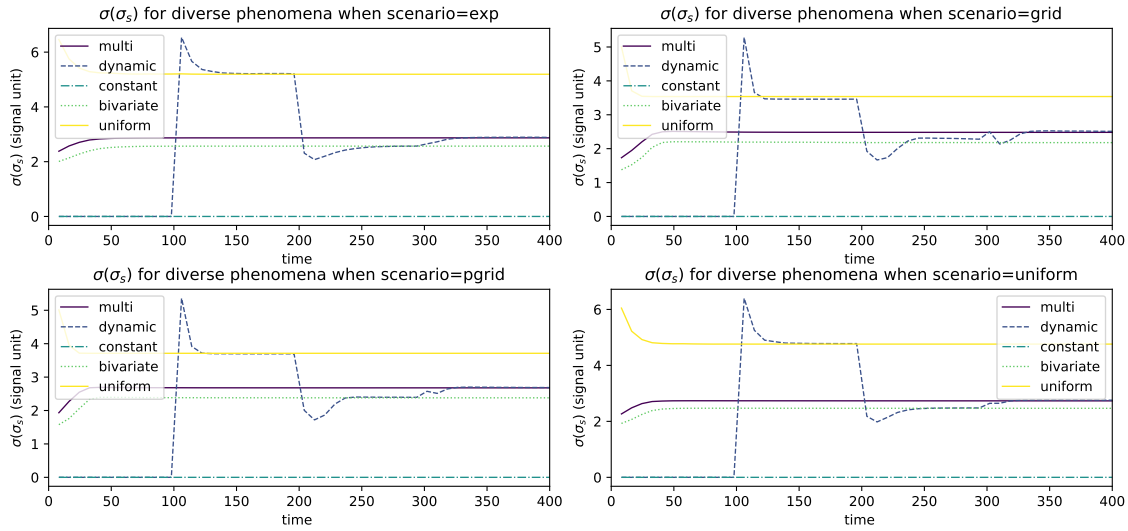 σ(σₛ) for diverse phenomena when scenario=exp
σ(σₛ) (signal unit)
6
4
2
0
multi
dynamic
constant
bivariate
uniform
0 50 100 150 200 250 300 350 400
time
σ(σₛ) for diverse phenomena when scenario=grid
σ(σₛ) (signal unit)
5
4
3
2
1
0
multi
dynamic
constant
bivariate
uniform
0 50 100 150 200 250 300 350 400
time
σ(σₛ) for diverse phenomena when scenario=pgrid
σ(σₛ) (signal unit)
5
4
3
2
1
0
multi
dynamic
constant
bivariate
uniform
0 50 100 150 200 250 300 350 400
time
σ(σₛ) for diverse phenomena when scenario=uniform
σ(σₛ) (signal unit)
6
4
2
0
multi
dynamic
constant
bivariate
uniform
0 50 100 150 200 250 300 350 400
time